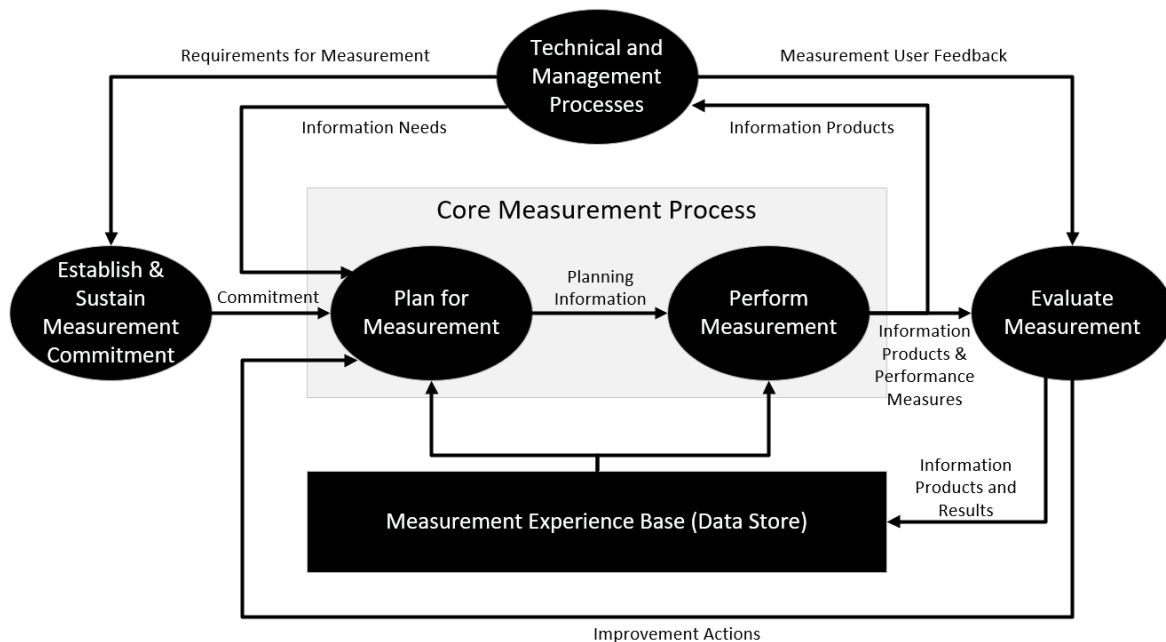 Technical and
Management
Processes
Requirements for Measurement
Measurement User Feedback
Information Needs
Information Products
Core Measurement Process
Establish &
Sustain
Measurement
Commitment
Commitment
Plan for
Measurement
Planning
Information
Perform
Measurement
Information
Products &
Performance
Measures
Evaluate
Measurement
Measurement Experience Base (Data Store)
Information
Products and
Results
Improvement Actions